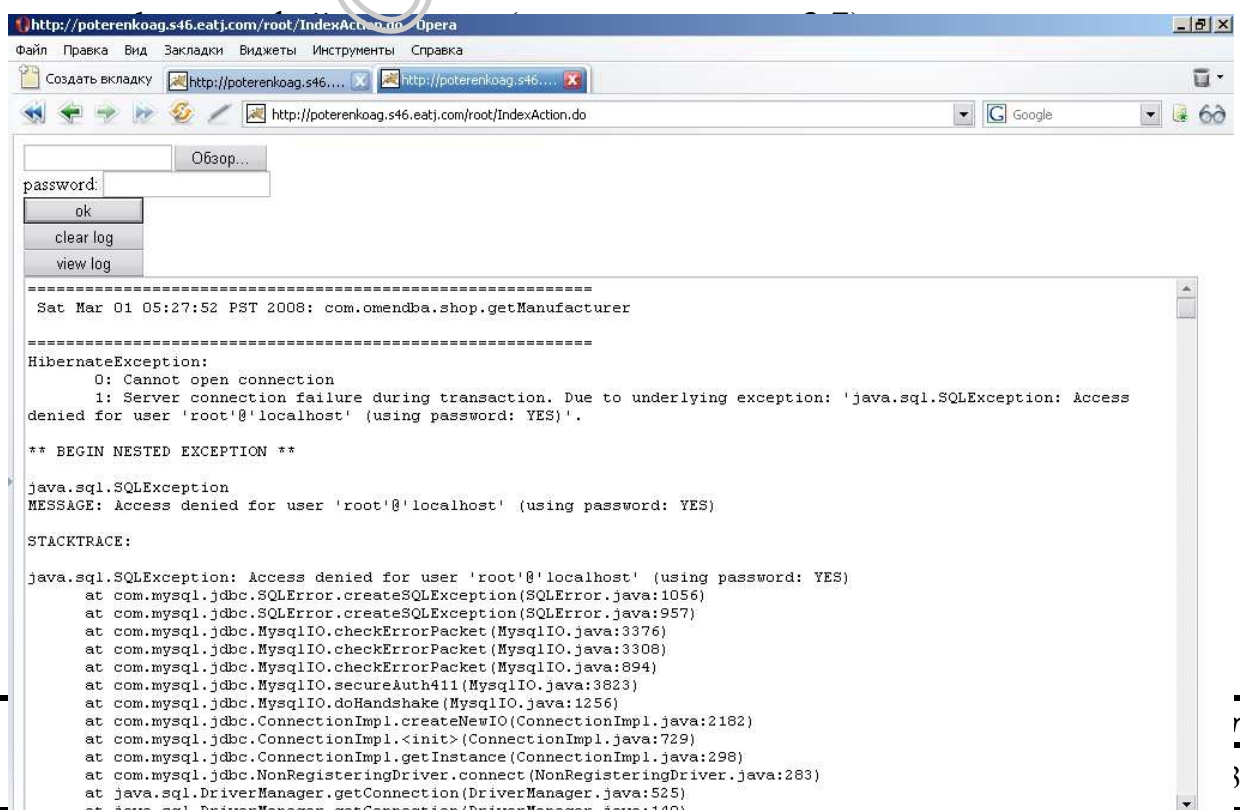 http://poterenkoag.s46.eatj.com/root/IndexAction.do - Opera
Файл Правка Вид Закладки Виджеты Инструменты Справка
Создать вкладку http://poterenkoag.s46.... http://poterenkoag.s46....
http://poterenkoag.s46.eatj.com/root/IndexAction.do G Google
Обзор...
password:
ok
clear log
view log
===========================================================
Sat Mar 01 05:27:52 PST 2008: com.omendba.shop.getManufacturer
===========================================================
HibernateException:
0: Cannot open connection
1: Server connection failure during transaction. Due to underlying exception: 'java.sql.SQLException: Access
denied for user 'root'@'localhost' (using password: YES)'.
** BEGIN NESTED EXCEPTION **
java.sql.SQLException
MESSAGE: Access denied for user 'root'@'localhost' (using password: YES)
STACKTRACE:
java.sql.SQLException: Access denied for user 'root'@'localhost' (using password: YES)
at com.mysql.jdbc.SQLError.createSQLException(SQLError.java:1056)
at com.mysql.jdbc.SQLError.createSQLException(SQLError.java:957)
at com.mysql.jdbc.MysqlIO.checkErrorPacket(MysqlIO.java:3376)
at com.mysql.jdbc.MysqlIO.checkErrorPacket(MysqlIO.java:3308)
at com.mysql.jdbc.MysqlIO.checkErrorPacket(MysqlIO.java:894)
at com.mysql.jdbc.MysqlIO.secureAuth411(MysqlIO.java:3823)
at com.mysql.jdbc.MysqlIO.doHandshake(MysqlIO.java:1256)
at com.mysql.jdbc.ConnectionImpl.createNewIO(ConnectionImpl.java:2182)
at com.mysql.jdbc.ConnectionImpl.<init>(ConnectionImpl.java:729)
at com.mysql.jdbc.ConnectionImpl.getInstance(ConnectionImpl.java:298)
at com.mysql.jdbc.NonRegisteringDriver.connect(NonRegisteringDriver.java:283)
at java.sql.DriverManager.getConnection(DriverManager.java:525)
at java.sql.DriverManager.getConnection(DriverManager.java:140)